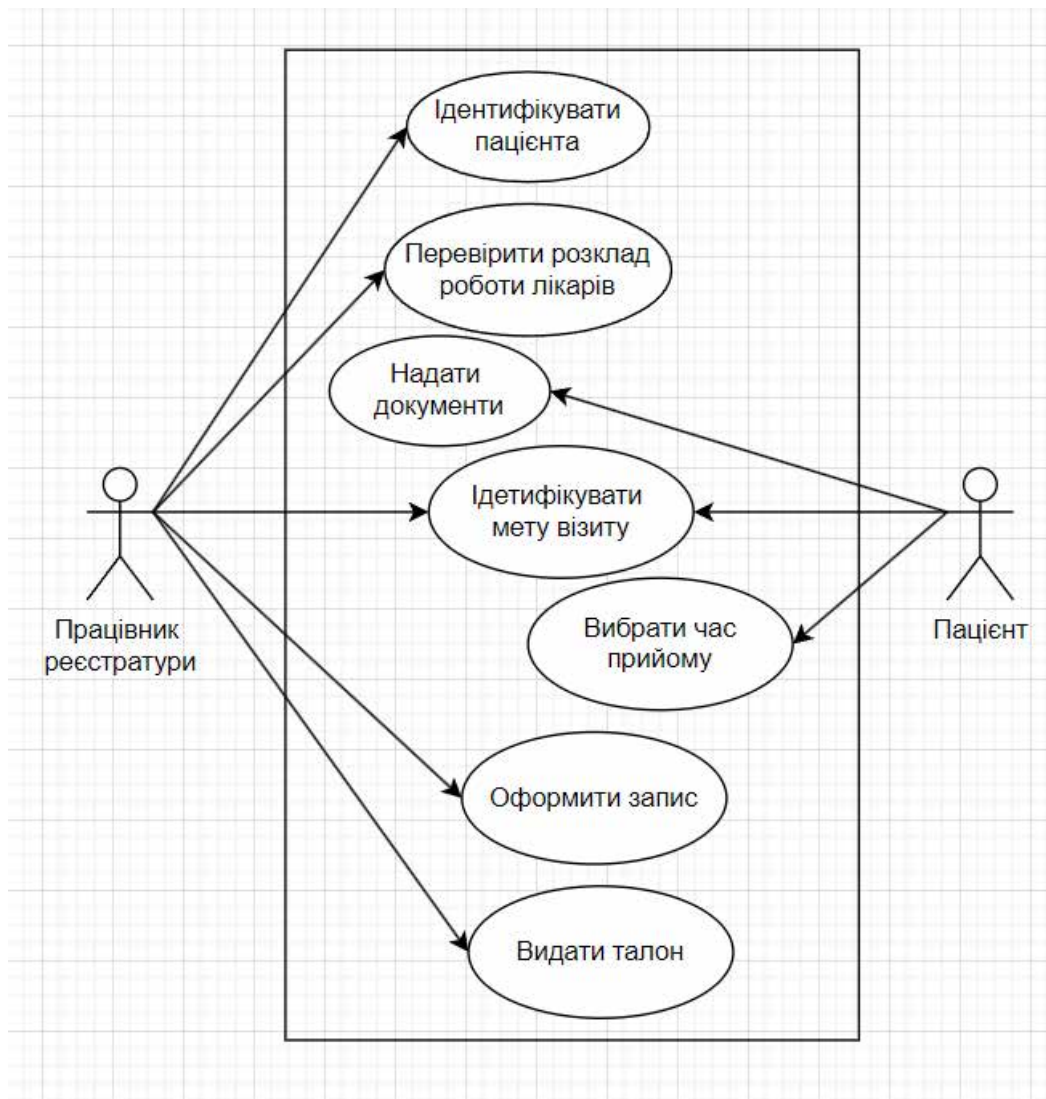 Ідентифікувати
пацієнта
Перевірити розклад
роботи лікарів
Надати
документи
Ідетифікувати
мету візиту
Вибрати час
прийому
Працівник
реєстратури
Пацієнт
Оформити запис
Видати талон